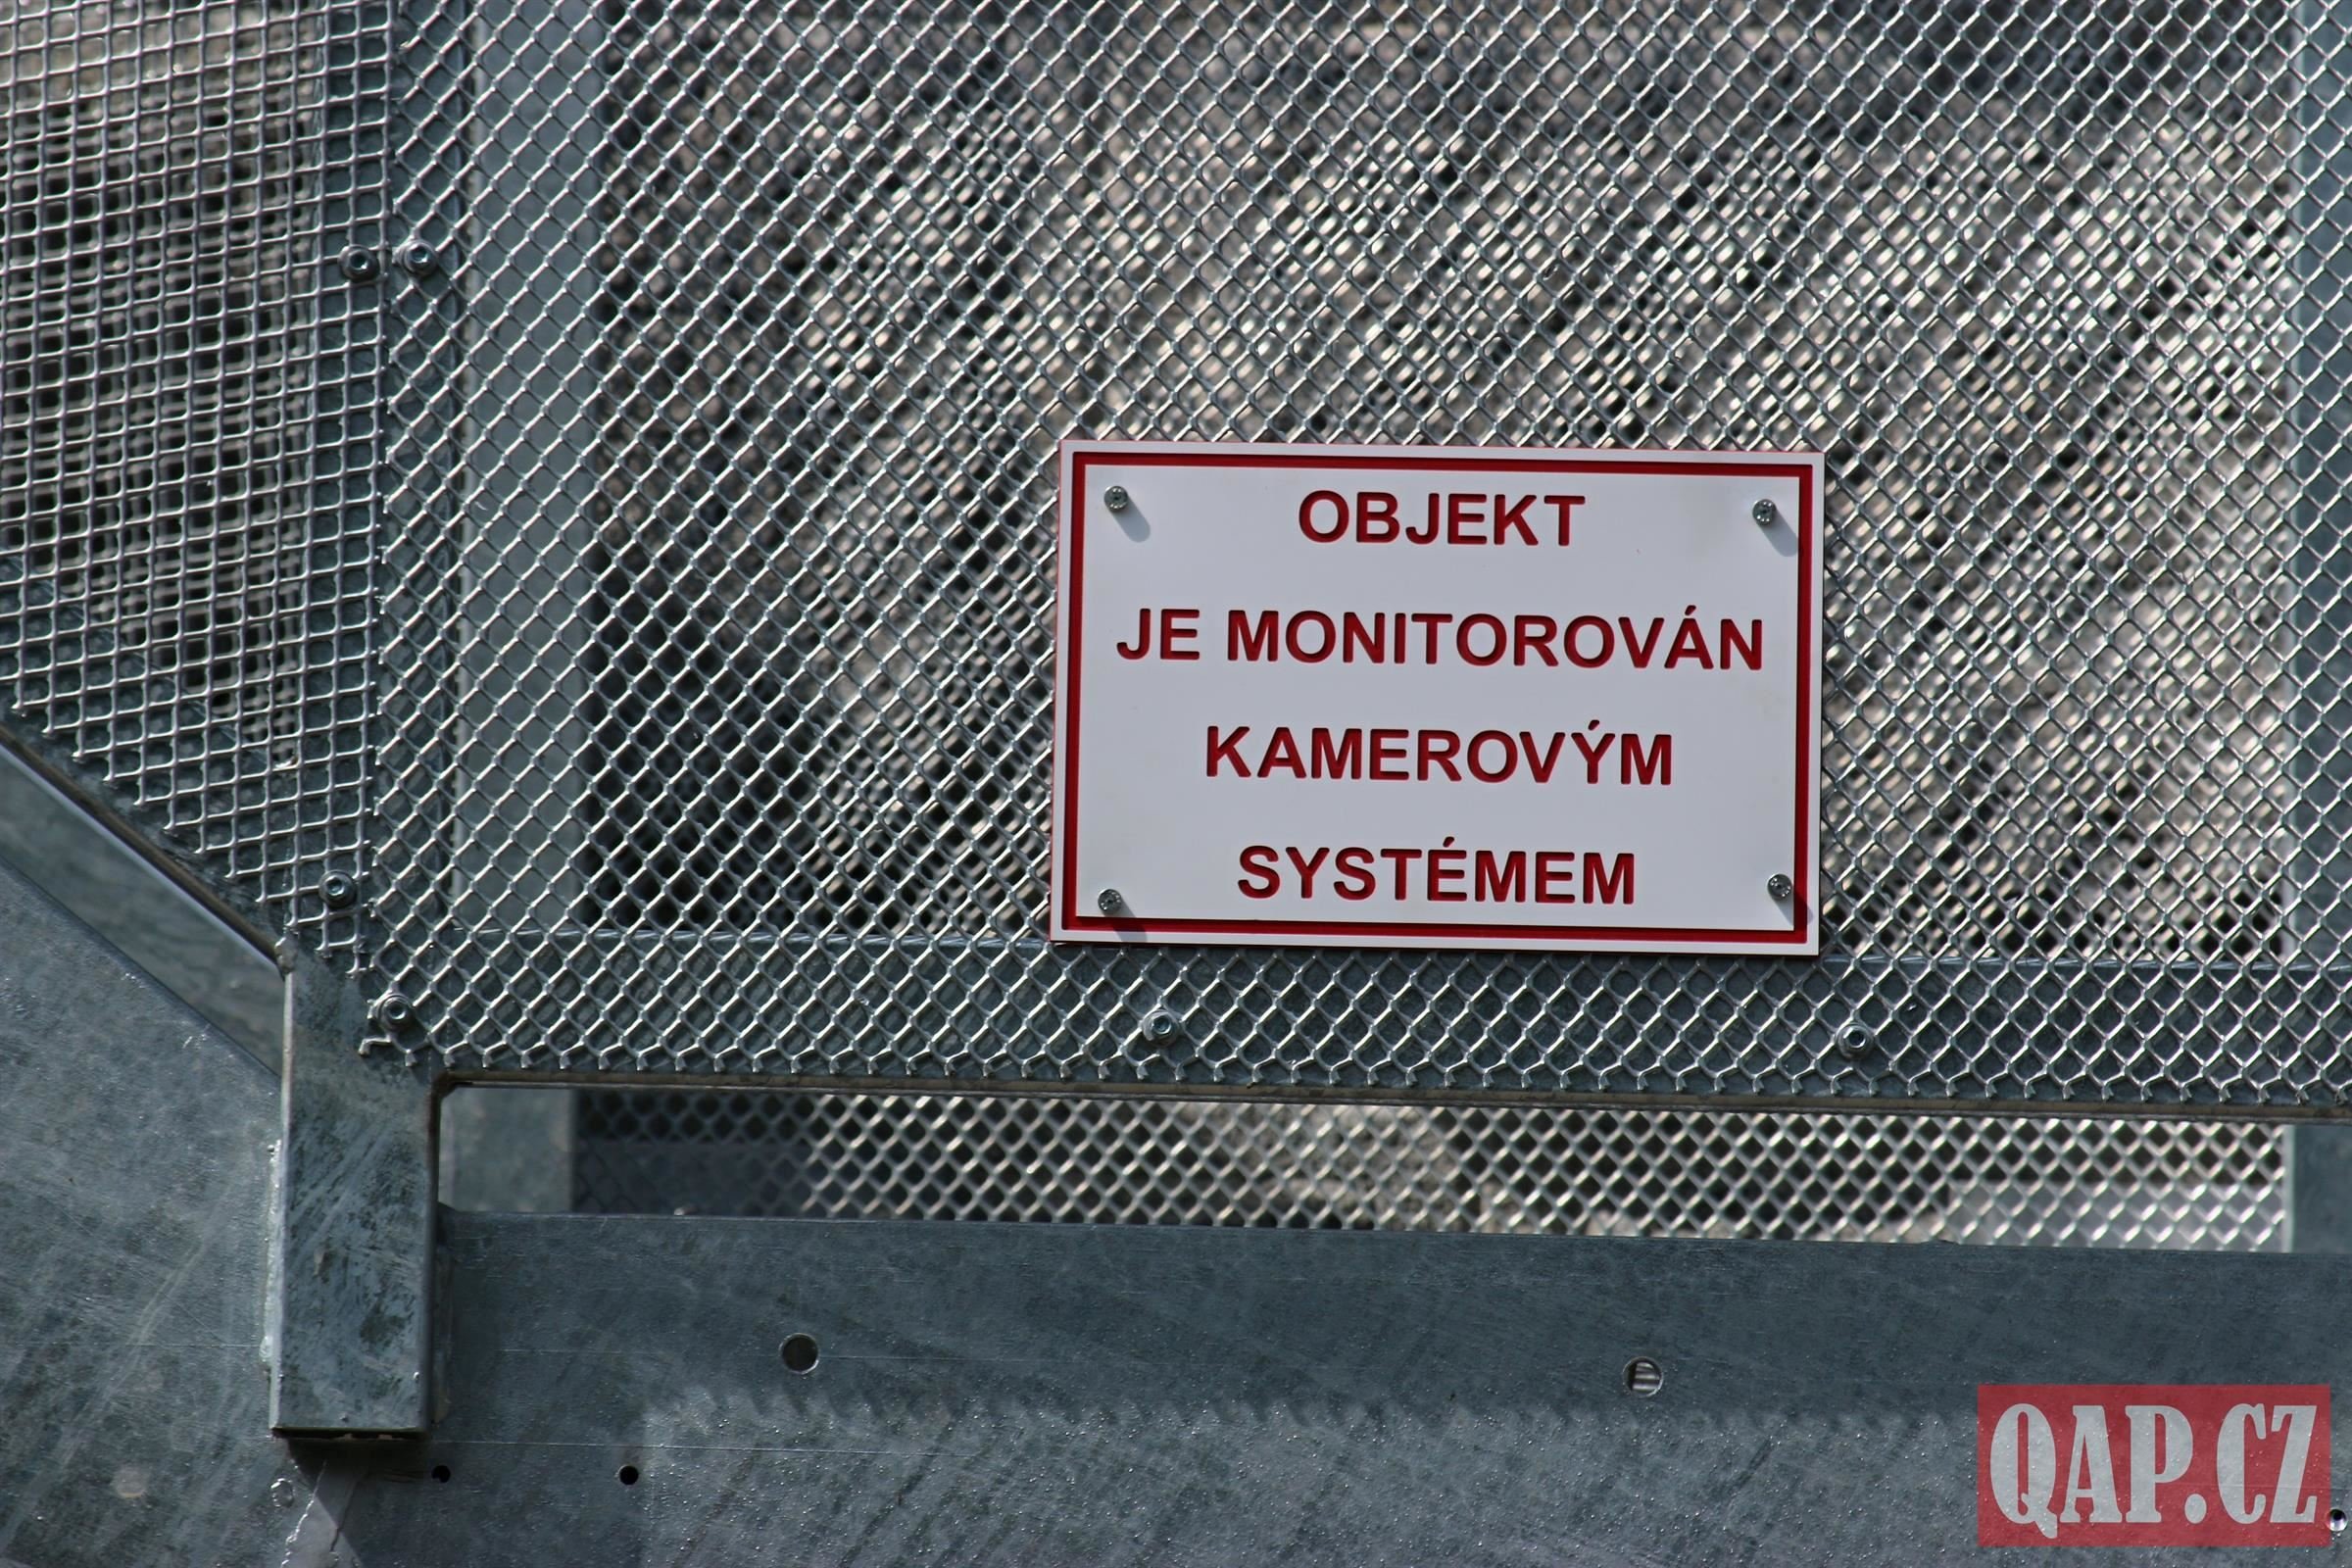 OBJEKT
JE MONITOROVÁN
KAMEROVÝM
SYSTÉMEM
QAP.CZ